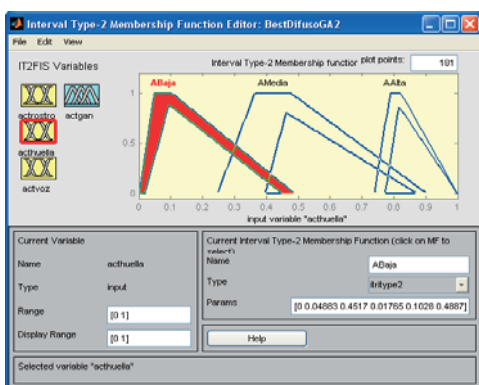 Interval Type-2 Membership Function Editor: BestDifusoGA2
File Edit View
IT2FIS Variables
Interval Type-2 Membership function plot points: 181
actrostro actgan
acthuella
actvoz
ABaja AMedia AAlta
1
0.5
0
0 0.1 0.2 0.3 0.4 0.5 0.6 0.7 0.8 0.9 1
input variable "acthuella"
Current Variable
Name acthuella
Type input
Range [0 1]
Display Range [0 1]
Current Interval Type-2 Membership Function (click on MF to select)
Name ABaja
Type itritype2
Params [0 0.04883 0.4517 0.01765 0.1028 0.4887]
Help
Selected variable "acthuella"